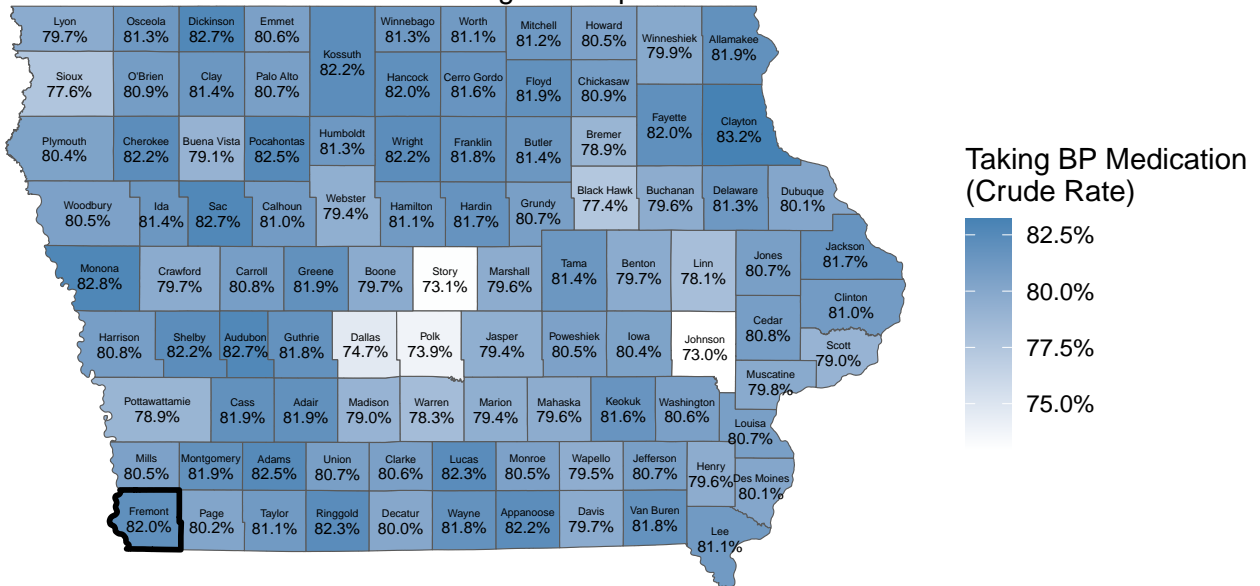 Lyon
79.7%
Osceola
81.3%
Dickinson
82.7%
Emmet
80.6%
Kossuth
82.2%
Winnebago
81.3%
Worth
81.1%
Mitchell
81.2%
Howard
80.5%
Winneshiek
79.9%
Allamakee
81.9%
Sioux
77.6%
O'Brien
80.9%
Clay
81.4%
Palo Alto
80.7%
Hancock
82.0%
Cerro Gordo
81.6%
Floyd
81.9%
Chickasaw
80.9%
Fayette
82.0%
Clayton
83.2%
Plymouth
80.4%
Cherokee
82.2%
Buena Vista
79.1%
Pocahontas
82.5%
Humboldt
81.3%
Wright
82.2%
Franklin
81.8%
Butler
81.4%
Bremer
78.9%
Woodbury
80.5%
Ida
81.4%
Sac
82.7%
Calhoun
81.0%
Webster
79.4%
Hamilton
81.1%
Hardin
81.7%
Grundy
80.7%
Black Hawk
77.4%
Buchanan
79.6%
Delaware
81.3%
Dubuque
80.1%
Monona
82.8%
Crawford
79.7%
Carroll
80.8%
Greene
81.9%
Boone
79.7%
Story
73.1%
Marshall
79.6%
Tama
81.4%
Benton
79.7%
Linn
78.1%
Jones
80.7%
Jackson
81.7%
Clinton
81.0%
Harrison
80.8%
Shelby
82.2%
Audubon
82.7%
Guthrie
81.8%
Dallas
74.7%
Polk
73.9%
Jasper
79.4%
Poweshiek
80.5%
Iowa
80.4%
Johnson
73.0%
Cedar
80.8%
Scott
79.0%
Muscatine
79.8%
Pottawattamie
78.9%
Cass
81.9%
Adair
81.9%
Madison
79.0%
Warren
78.3%
Marion
79.4%
Mahaska
79.6%
Keokuk
81.6%
Washington
80.6%
Louisa
80.7%
Mills
80.5%
Montgomery
81.9%
Adams
82.5%
Union
80.7%
Clarke
80.6%
Lucas
82.3%
Monroe
80.5%
Wapello
79.5%
Jefferson
80.7%
Henry
79.6%
Des Moines
80.1%
Fremont
82.0%
Page
80.2%
Taylor
81.1%
Ringgold
82.3%
Decatur
80.0%
Wayne
81.8%
Appanoose
82.2%
Davis
79.7%
Van Buren
81.8%
Lee
81.1%
Taking BP Medication
(Crude Rate)
82.5%
80.0%
77.5%
75.0%